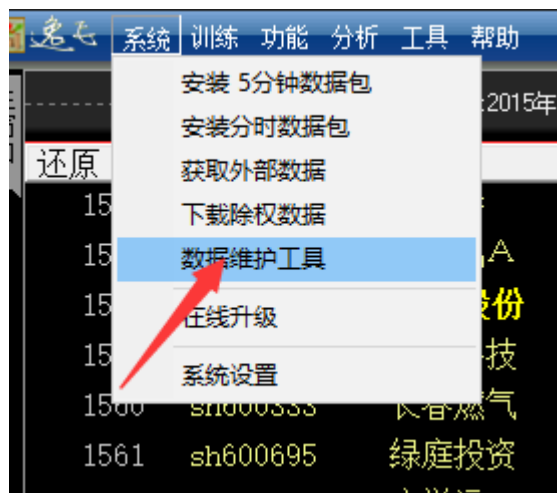 逸飞 系统 训练 功能 分析 工具 帮助
安装 5分钟数据包
:2015年
安装分时数据包
还原
获取外部数据
15
下载除权数据
15
数据维护工具
A
15
在线升级
份
15
技
系统设置
1560 sh600333 长春燃气
1561 sh600695 绿庭投资